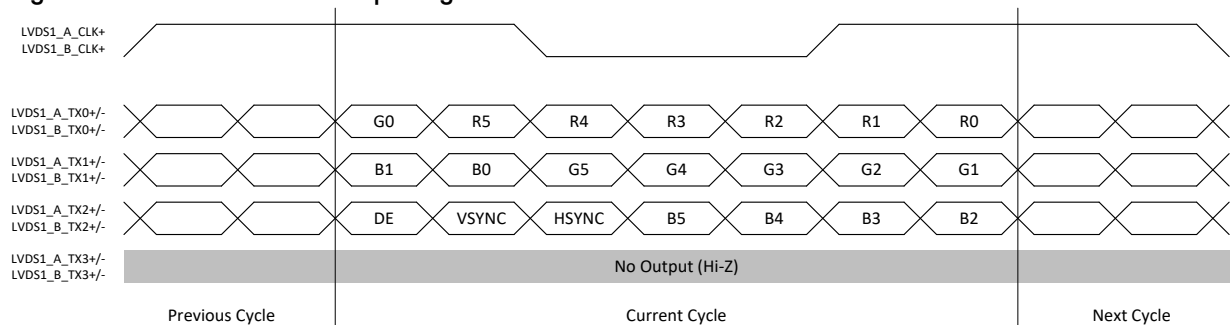 LVDS1_A_CLK+
LVDS1_B_CLK+
LVDS1_A_TX0+/-
LVDS1_B_TX0+/-
G0 R5 R4 R3 R2 R1 R0
LVDS1_A_TX1+/-
LVDS1_B_TX1+/-
B1 B0 G5 G4 G3 G2 G1
LVDS1_A_TX2+/-
LVDS1_B_TX2+/-
DE VSYNC HSYNC B5 B4 B3 B2
LVDS1_A_TX3+/-
LVDS1_B_TX3+/-
No Output (Hi-Z)
Previous Cycle Current Cycle Next Cycle